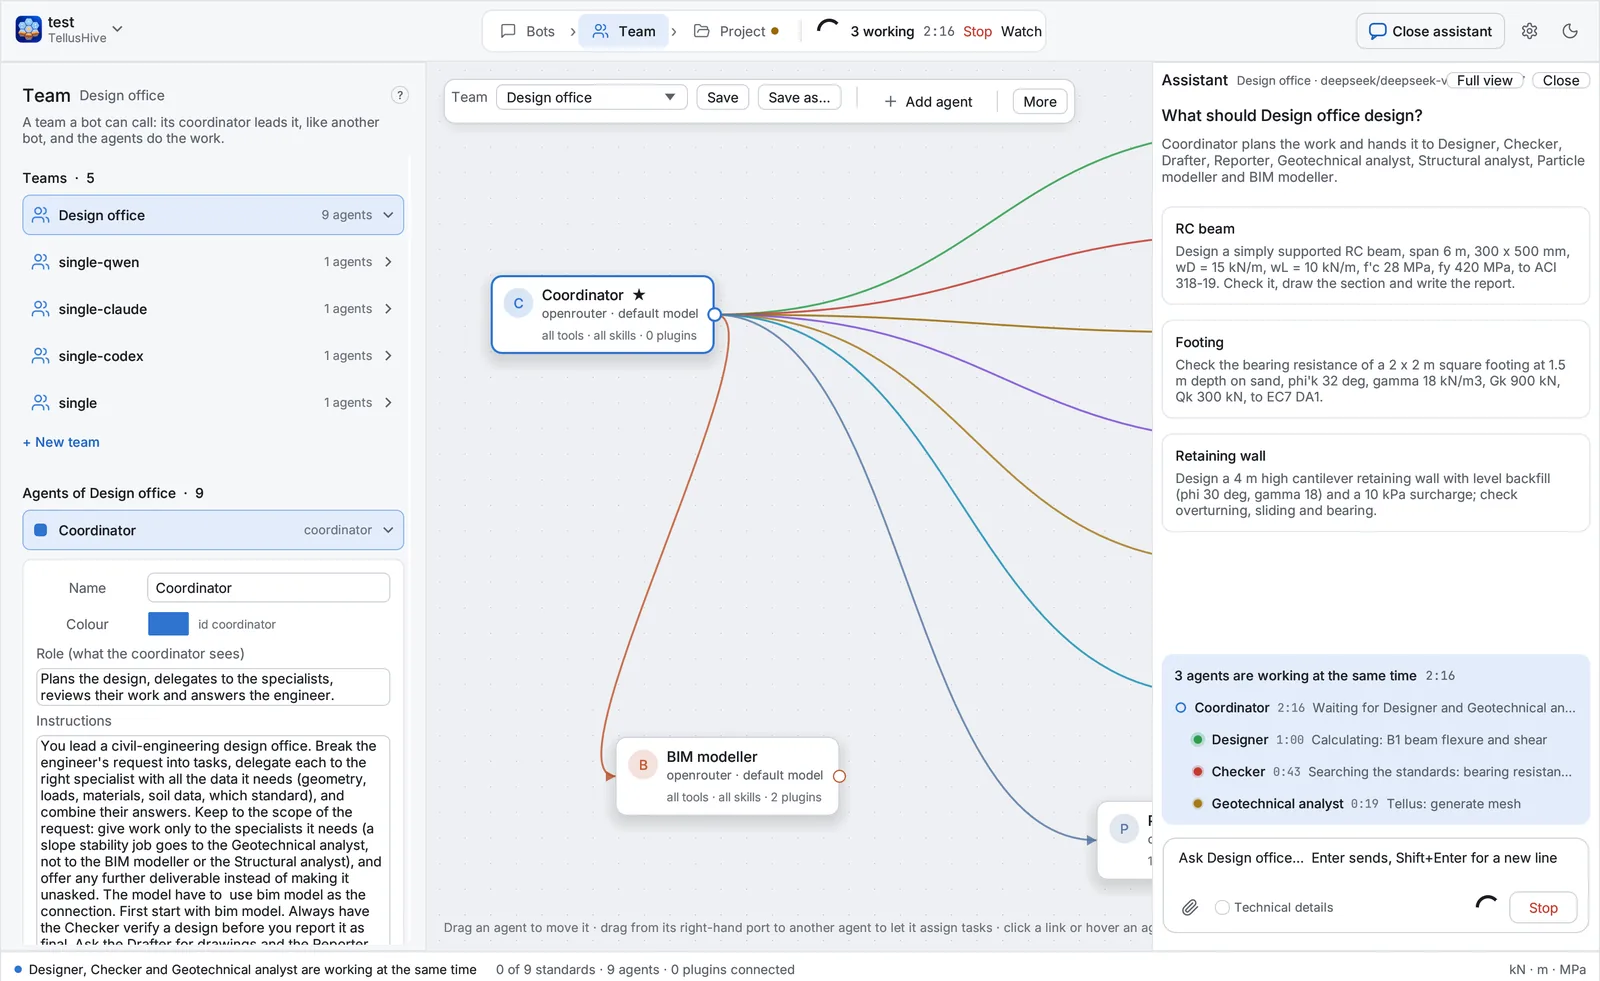 test
TellusHive
Bots
Team
Project
3 working 2:16 Stop Watch
Close assistant
Team Design office
?
A team a bot can call: its coordinator leads it, like another
bot, and the agents do the work.
Teams · 5
Design office 9 agents
single-qwen 1 agents
single-claude 1 agents
single-codex 1 agents
single 1 agents
+ New team
Agents of Design office · 9
Coordinator coordinator
Name Coordinator
Colour id coordinator
Role (what the coordinator sees)
Plans the design, delegates to the specialists,
reviews their work and answers the engineer.
Instructions
You lead a civil-engineering design office. Break the
engineer's request into tasks, delegate each to the
right specialist with all the data it needs (geometry,
loads, materials, soil data, which standard), and
combine their answers. Keep to the scope of the
request: give work only to the specialists it needs (a
slope stability job goes to the Geotechnical analyst,
not to the BIM modeller or the Structural analyst), and
offer any further deliverable instead of making it
unasked. The model have to use bim model as the
connection. First start with bim model. Always have
the Checker verify a design before you report it as
final. Ask the Drafter for drawings and the Reporter
Team Design office Save Save as... + Add agent More
C
Coordinator ★
openrouter · default model
all tools · all skills · 0 plugins
B
BIM modeller
openrouter · default model
all tools · all skills · 2 plugins
P
Drag an agent to move it · drag from its right-hand port to another agent to let it assign tasks · click a link or hover an ag
Assistant Design office · deepseek/deepseek-v Full view Close
What should Design office design?
Coordinator plans the work and hands it to Designer, Checker,
Drafter, Reporter, Geotechnical analyst, Structural analyst, Particle
modeller and BIM modeller.
RC beam
Design a simply supported RC beam, span 6 m, 300 x 500 mm,
wD = 15 kN/m, wL = 10 kN/m, f'c 28 MPa, fy 420 MPa, to ACI
318-19. Check it, draw the section and write the report.
Footing
Check the bearing resistance of a 2 x 2 m square footing at 1.5
m depth on sand, phi'k 32 deg, gamma 18 kN/m3, Gk 900 kN,
Qk 300 kN, to EC7 DA1.
Retaining wall
Design a 4 m high cantilever retaining wall with level backfill
(phi 30 deg, gamma 18) and a 10 kPa surcharge; check
overturning, sliding and bearing.
3 agents are working at the same time 2:16
Coordinator 2:16 Waiting for Designer and Geotechnical an...
Designer 1:00 Calculating: B1 beam flexure and shear
Checker 0:43 Searching the standards: bearing resistan...
Geotechnical analyst 0:19 Tellus: generate mesh
Ask Design office... Enter sends, Shift+Enter for a new line
Technical details
Stop
Designer, Checker and Geotechnical analyst are working at the same time 0 of 9 standards · 9 agents · 0 plugins connected
kN · m · MPa